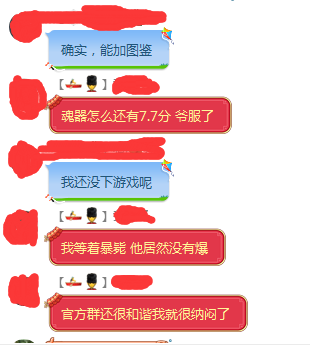 确实，能加图鉴
【🚣💂】
魂器怎么还有7.7分 爷服了
我还没下游戏呢
【🚣💂】
我等着暴毙 他居然没有爆
【🚣💂】
官方群还很和谐我就很纳闷了